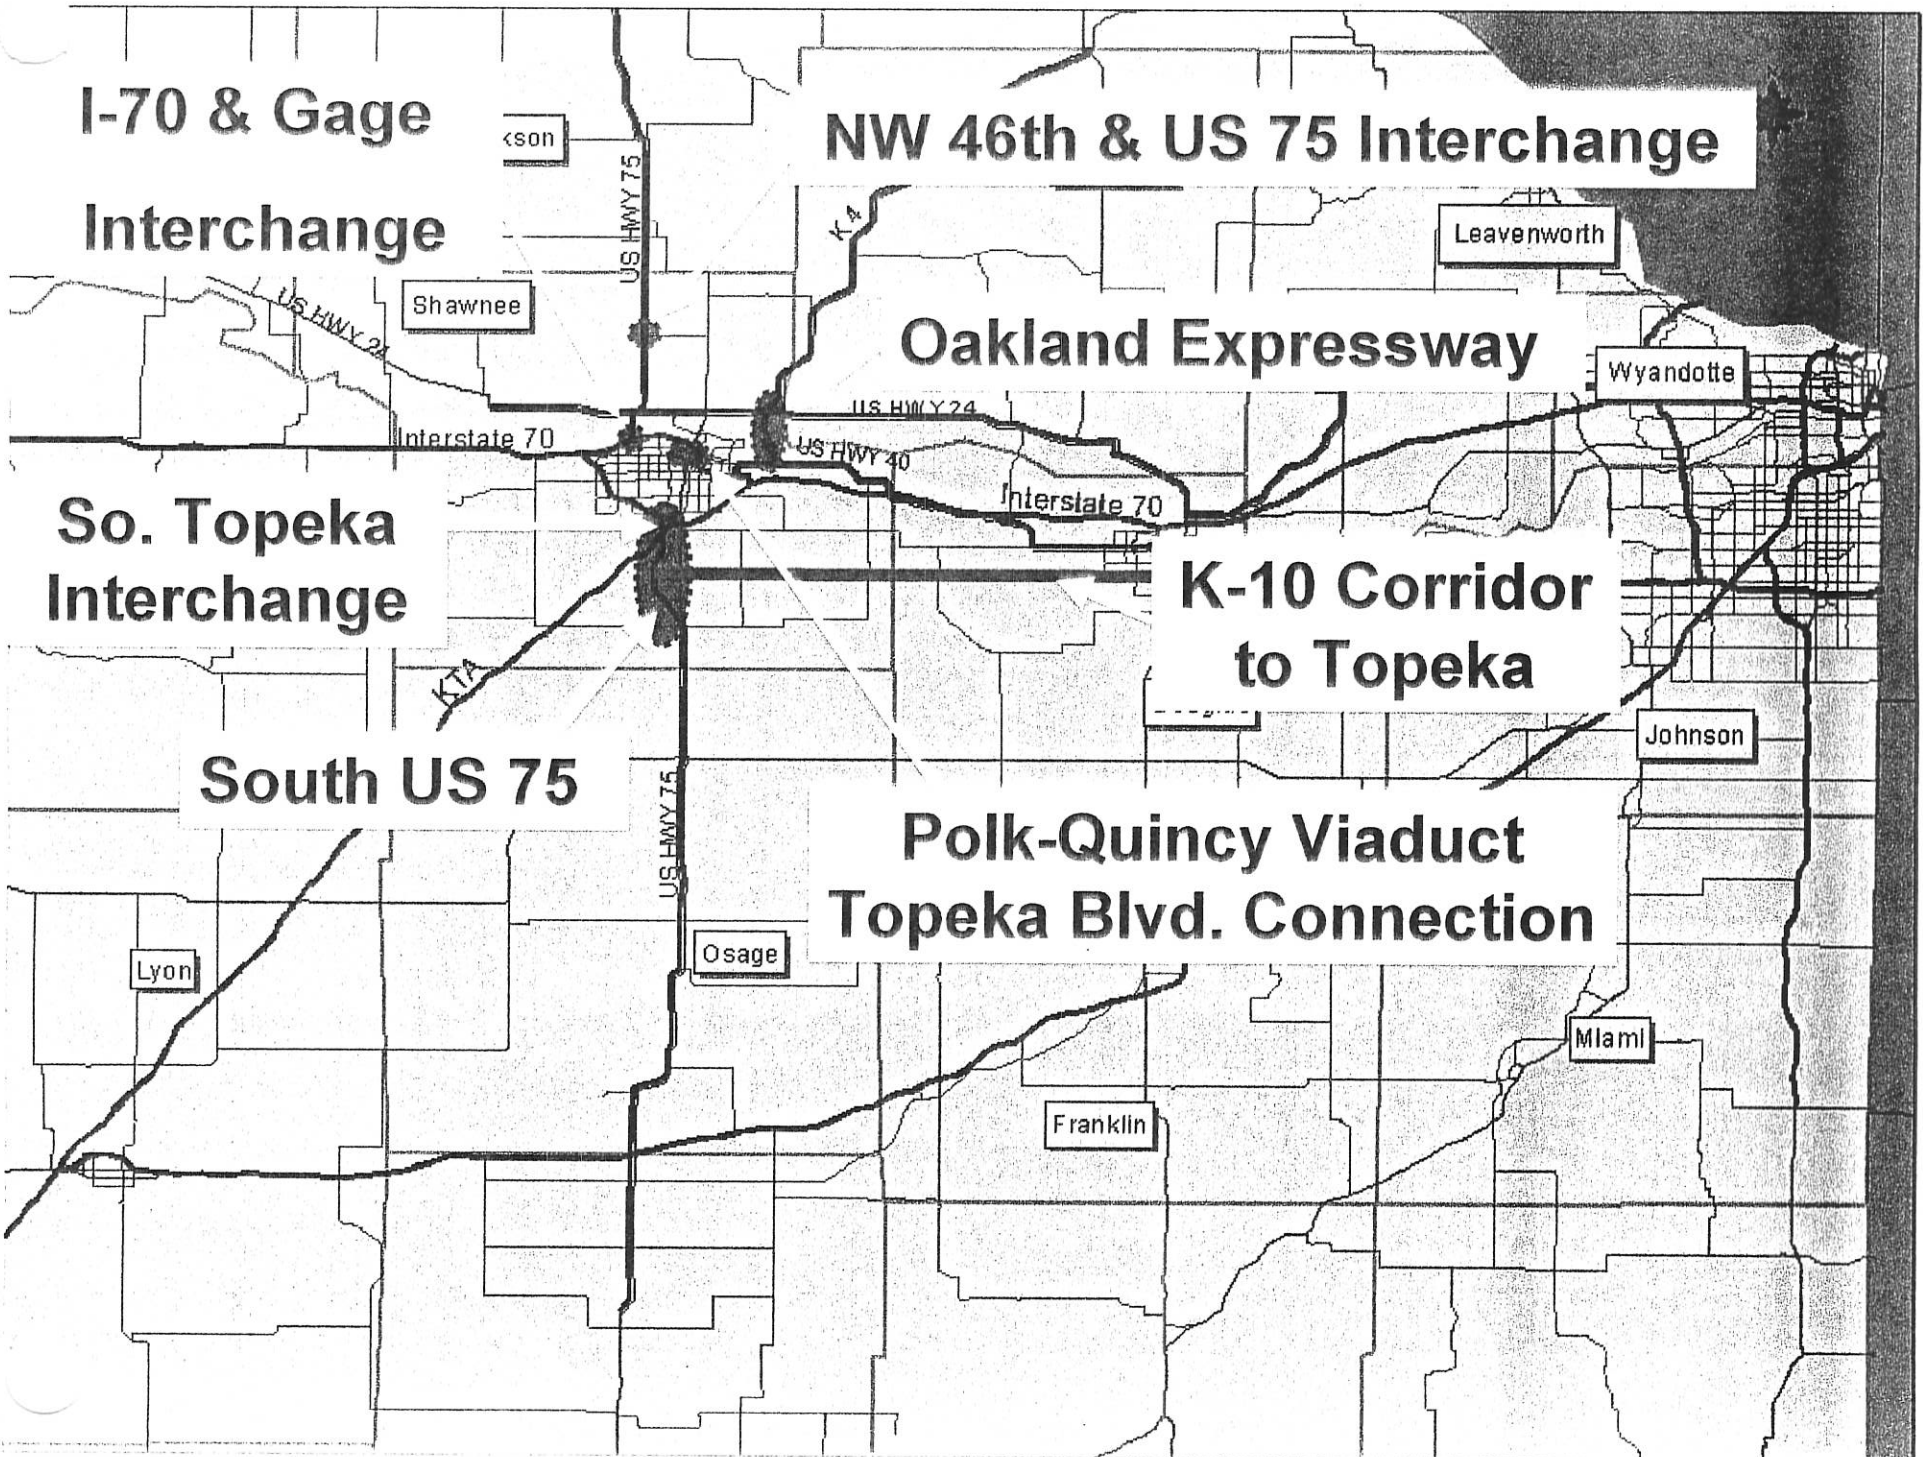 I-70 & Gage
Interchange
NW 46th & US 75 Interchange
US HWY 75
K 4
Leavenworth
Shawnee
US HWY 24
Oakland Expressway
Wyandotte
US HWY 24
Interstate 70
US HWY 40
Interstate 70
So. Topeka
Interchange
K-10 Corridor
to Topeka
KTA
Johnson
South US 75
US HWY 75
Polk-Quincy Viaduct
Topeka Blvd. Connection
Lyon
Osage
Miami
Franklin